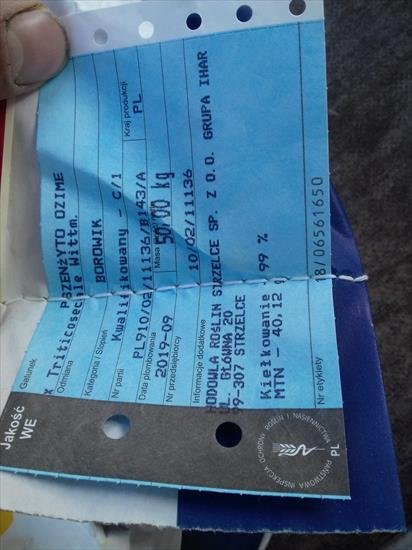 Jakość
WE
Gatunek
PSZENŻYTO OZIME
x Triticosecale Wittm.
Odmiana
BOROWIK
Kategoria / Stopień
Kwalifikowany - C/1
Kraj produkcji
PL
Nr partii
PL910/02/11136/B143/A
Data plombowania
2019-09
Masa
50,00 kg
Nr przedsiębiorcy
10/02/11136
Informacje dodatkowe
HODOWLA ROŚLIN STRZELCE SP. Z O.O. GRUPA IHAR
UL. GŁÓWNA 20
99-307 STRZELCE
Kiełkowanie 99 %
MTN - 40,12 g
Nr etykiety
18/06561650
PAŃSTWOWA INSPEKCJA OCHRONY ROŚLIN I NASIENNICTWA
PL